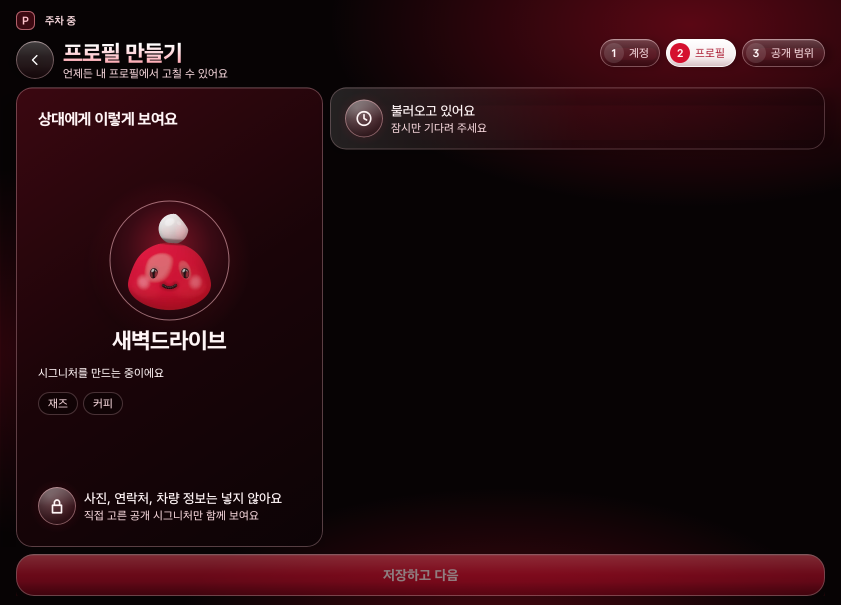 P 주차 중
프로필 만들기
언제든 내 프로필에서 고칠 수 있어요
1 계정 2 프로필 3 공개 범위
상대에게 이렇게 보여요
새벽드라이브
시그니처를 만드는 중이에요
재즈 커피
사진, 연락처, 차량 정보는 넣지 않아요
직접 고른 공개 시그니처만 함께 보여요
불러오고 있어요
잠시만 기다려 주세요
저장하고 다음